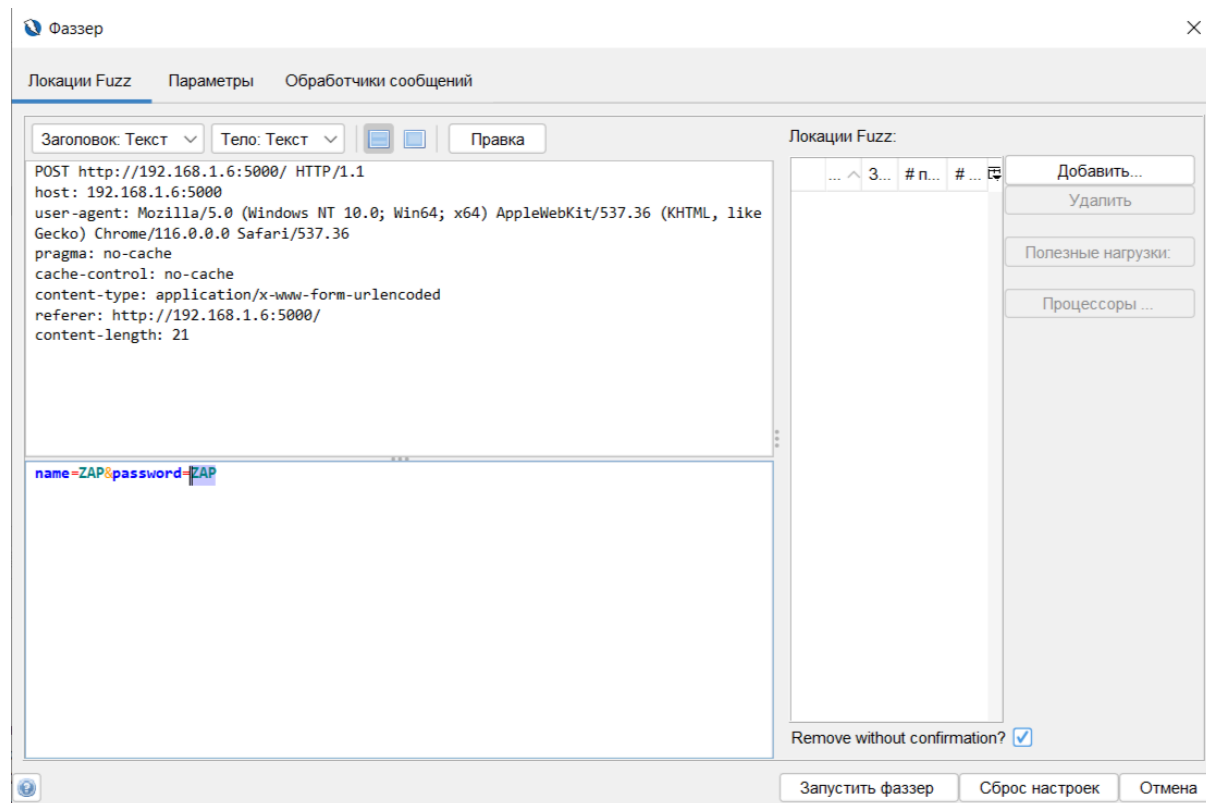 Фаззер
Локации Fuzz Параметры Обработчики сообщений
Заголовок: Текст Тело: Текст Правка
POST http://192.168.1.6:5000/ HTTP/1.1
host: 192.168.1.6:5000
user-agent: Mozilla/5.0 (Windows NT 10.0; Win64; x64) AppleWebKit/537.36 (KHTML, like
Gecko) Chrome/116.0.0.0 Safari/537.36
pragma: no-cache
cache-control: no-cache
content-type: application/x-www-form-urlencoded
referer: http://192.168.1.6:5000/
content-length: 21
name=ZAP&password=ZAP
Локации Fuzz:
... З... # п... # ...
Добавить...
Удалить
Полезные нагрузки:
Процессоры ...
Remove without confirmation?
Запустить фаззер Сброс настроек Отмена